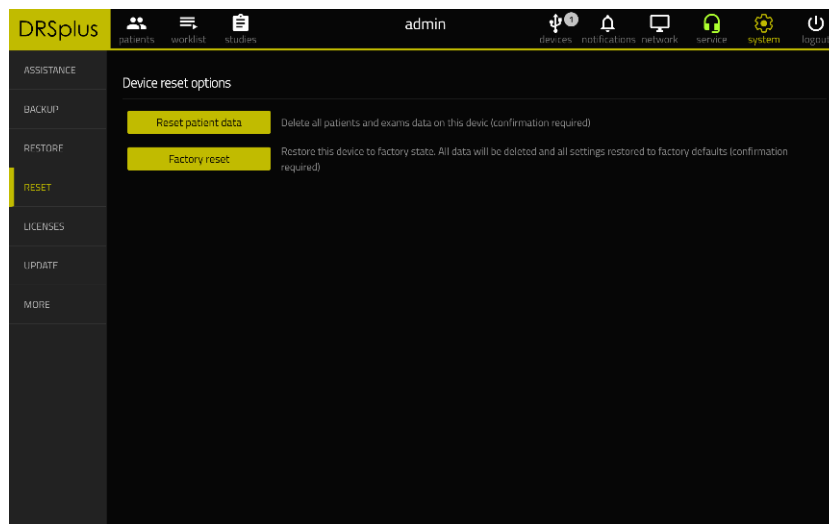 DRSplus
patients worklist studies
admin
1
devices notifications network service system logout
ASSISTANCE
BACKUP
RESTORE
RESET
LICENSES
UPDATE
MORE
Device reset options
Reset patient data
Delete all patients and exams data on this devic (confirmation required)
Factory reset
Restore this device to factory state. All data will be deleted and all settings restored to factory defaults (confirmation
required)